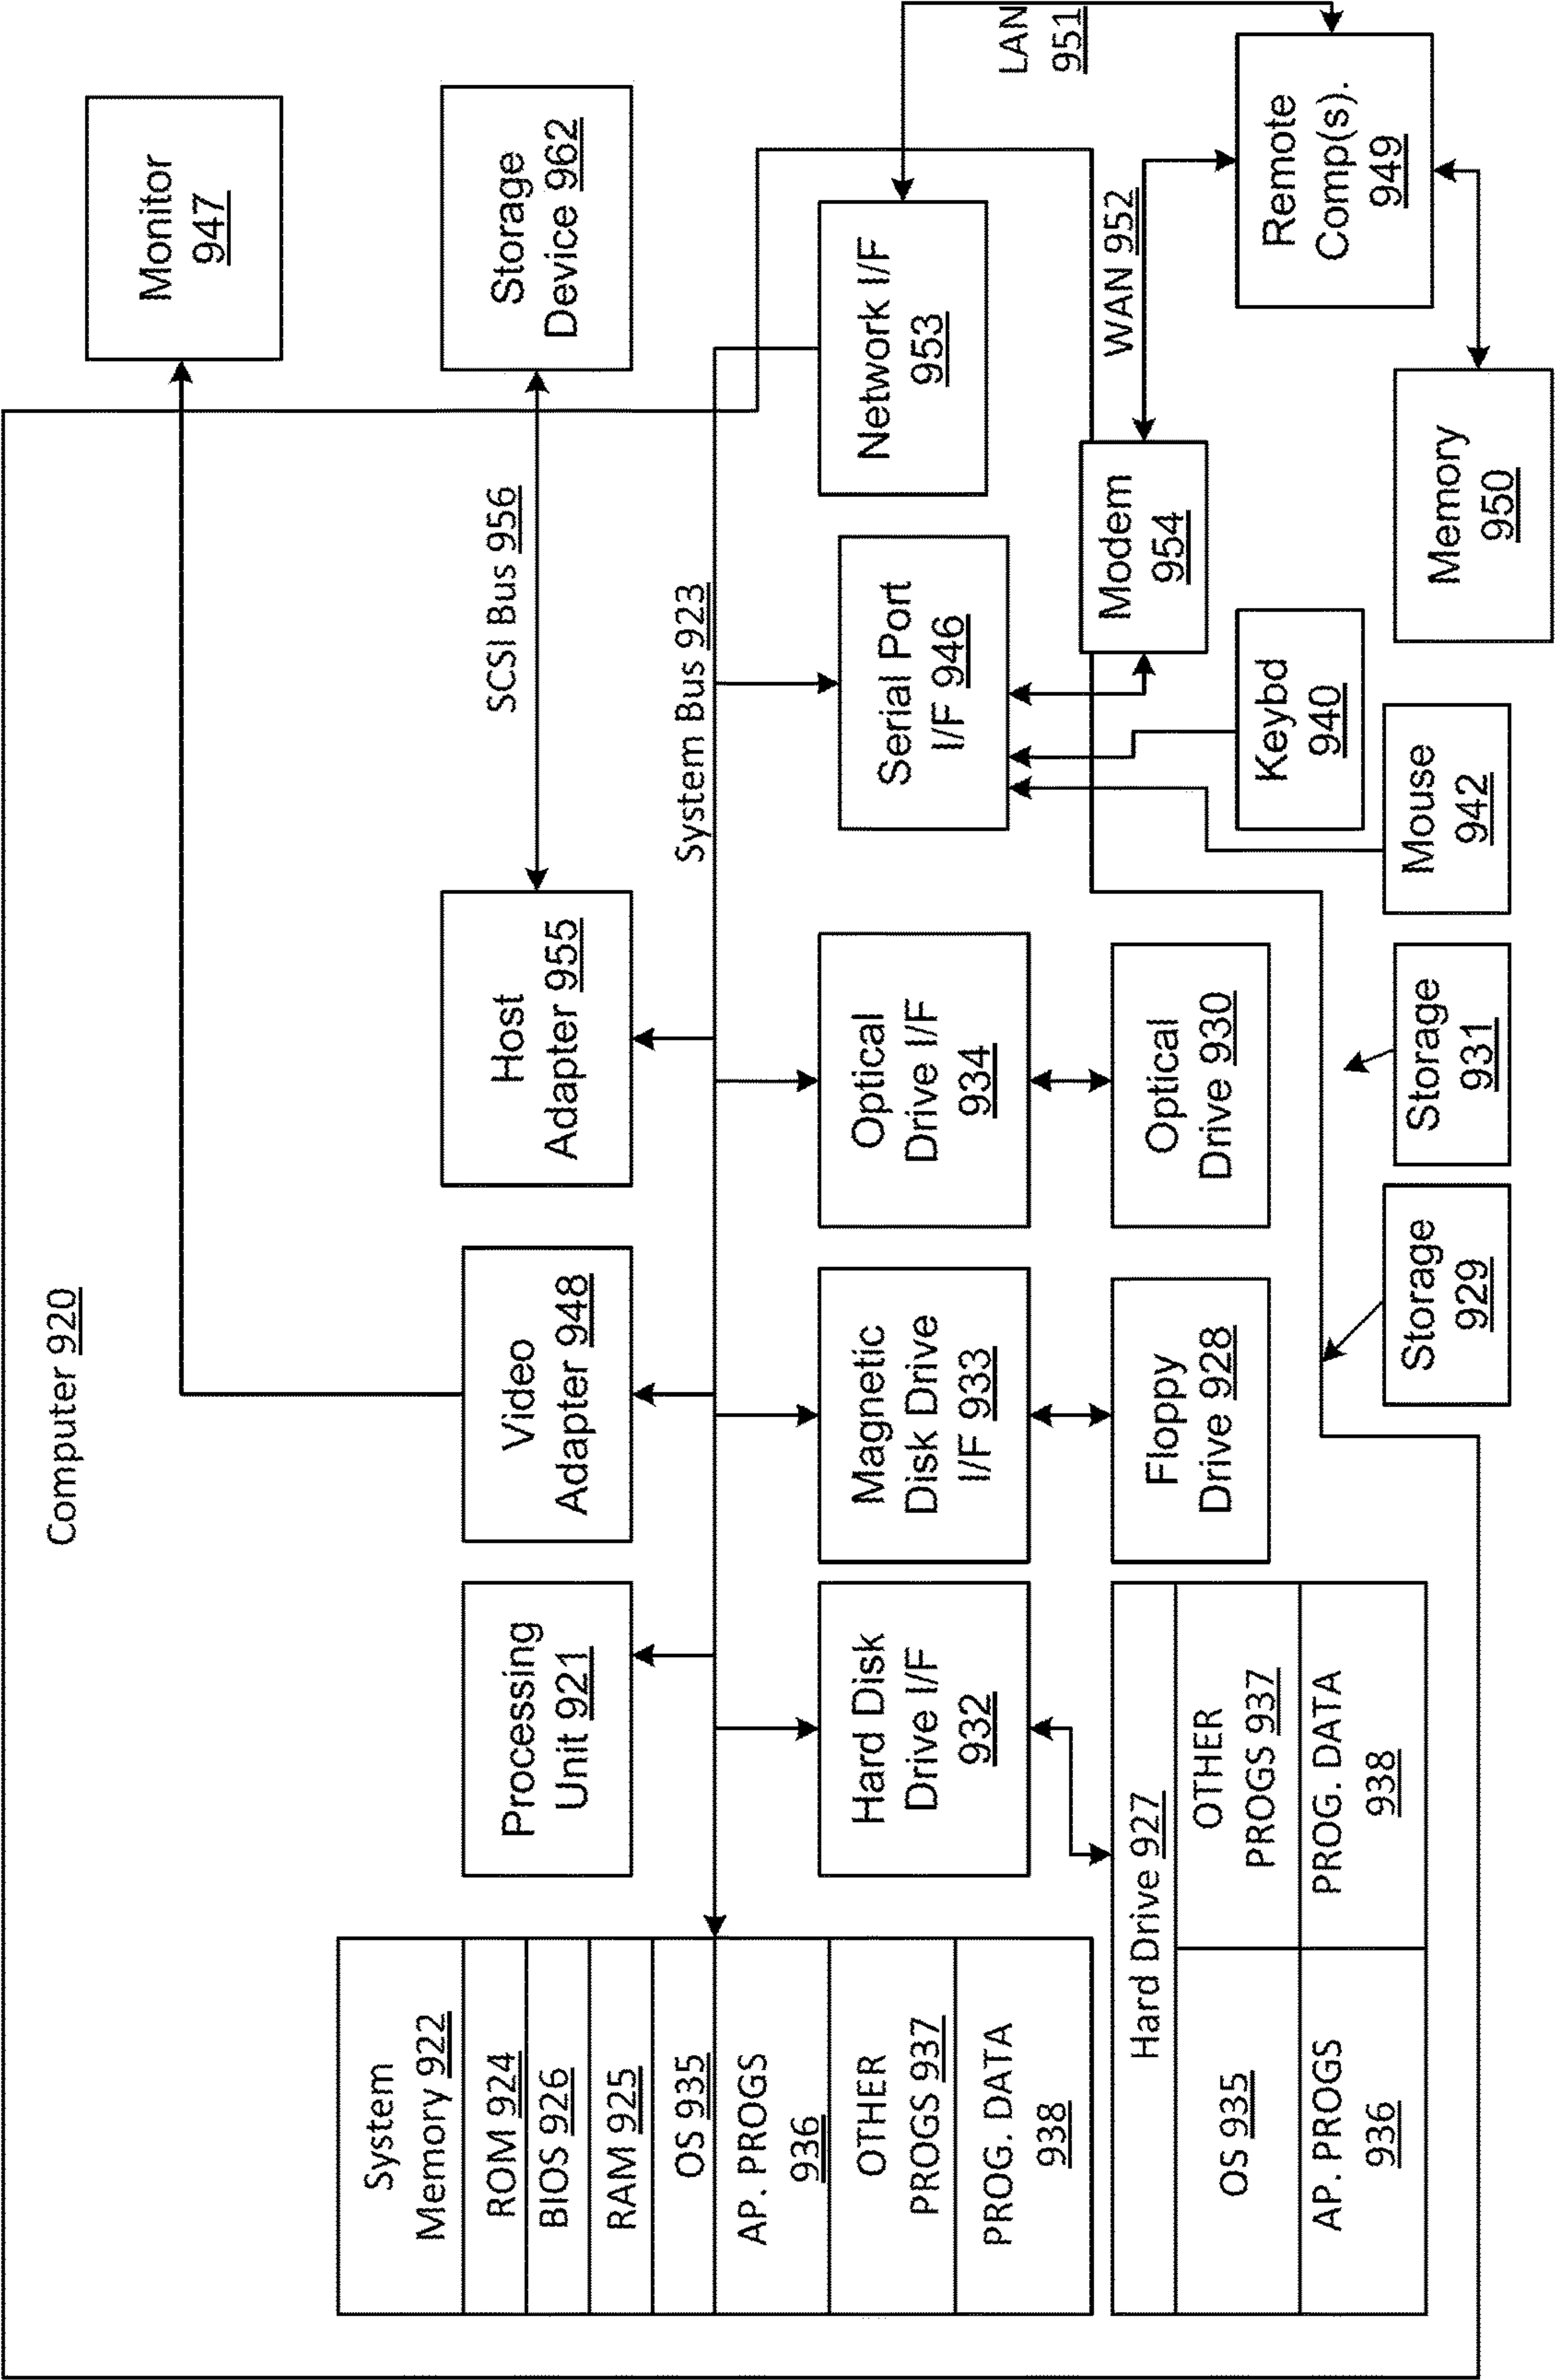 Computer 920
Monitor
947
System
Memory 922
ROM 924
BIOS 926
RAM 925
OS 935
AP. PROGS
936
OTHER
PROGS 937
PROG. DATA
938
Processing
Unit 921
Video
Adapter 948
Host
Adapter 955
SCSI Bus 956
Storage
Device 962
System Bus 923
Hard Disk
Drive I/F
932
Magnetic
Disk Drive
I/F 933
Optical
Drive I/F
934
Serial Port
I/F 946
Network I/F
953
LAN
951
Hard Drive 927
OS 935
OTHER
PROGS 937
AP. PROGS
936
PROG. DATA
938
Floppy
Drive 928
Optical
Drive 930
Modem
954
WAN 952
Remote
Comp(s).
949
Keybd
940
Storage
929
Storage
931
Mouse
942
Memory
950